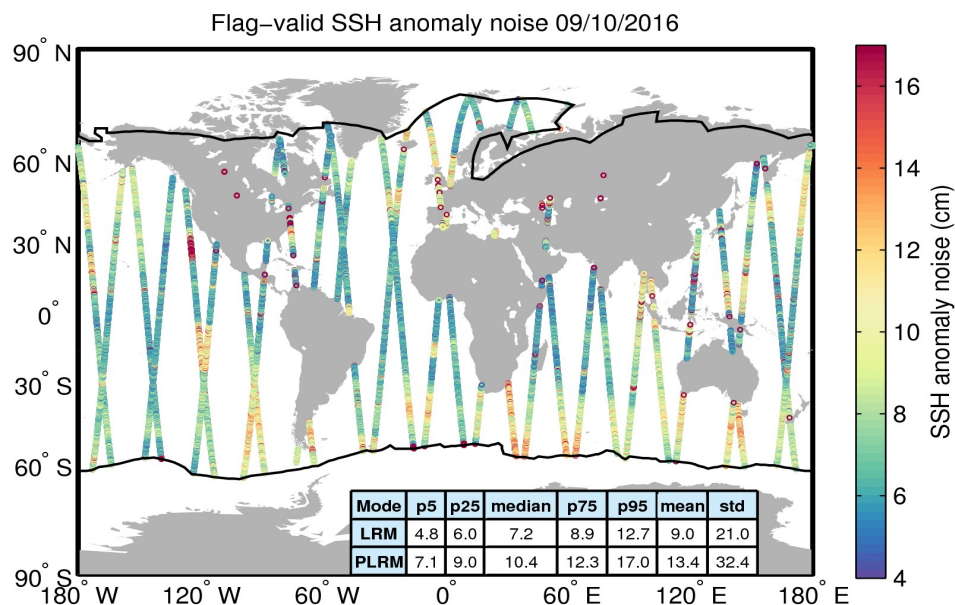 Flag−valid SSH anomaly noise 09/10/2016
90° N
60° N
30° N
0°
30° S
60° S
90° S
180° W
120° W
60° W
0°
60° E
120° E
180° E
Mode p5 p25 median p75 p95 mean std
LRM 4.8 6.0 7.2 8.9 12.7 9.0 21.0
PLRM 7.1 9.0 10.4 12.3 17.0 13.4 32.4
16
14
12
10
8
6
4
SSH anomaly noise (cm)